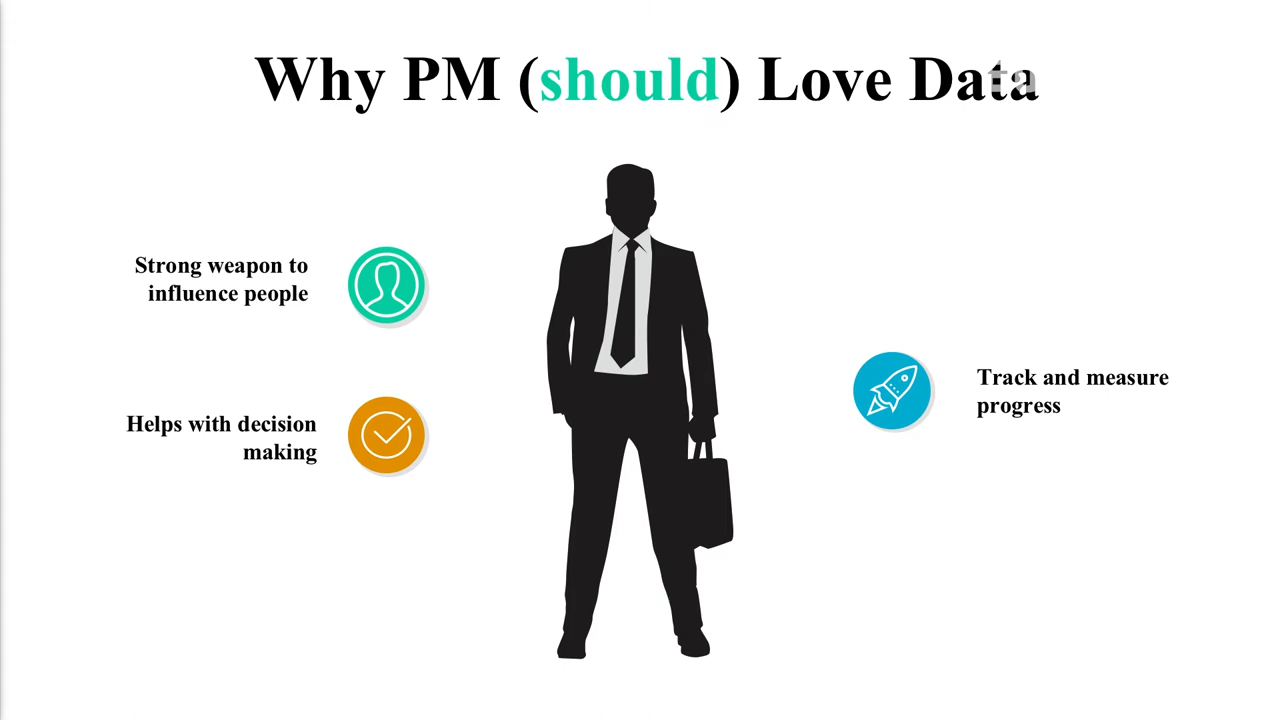 Why PM (should) Love Data
Strong weapon to
influence people
Helps with decision
making
Track and measure
progress